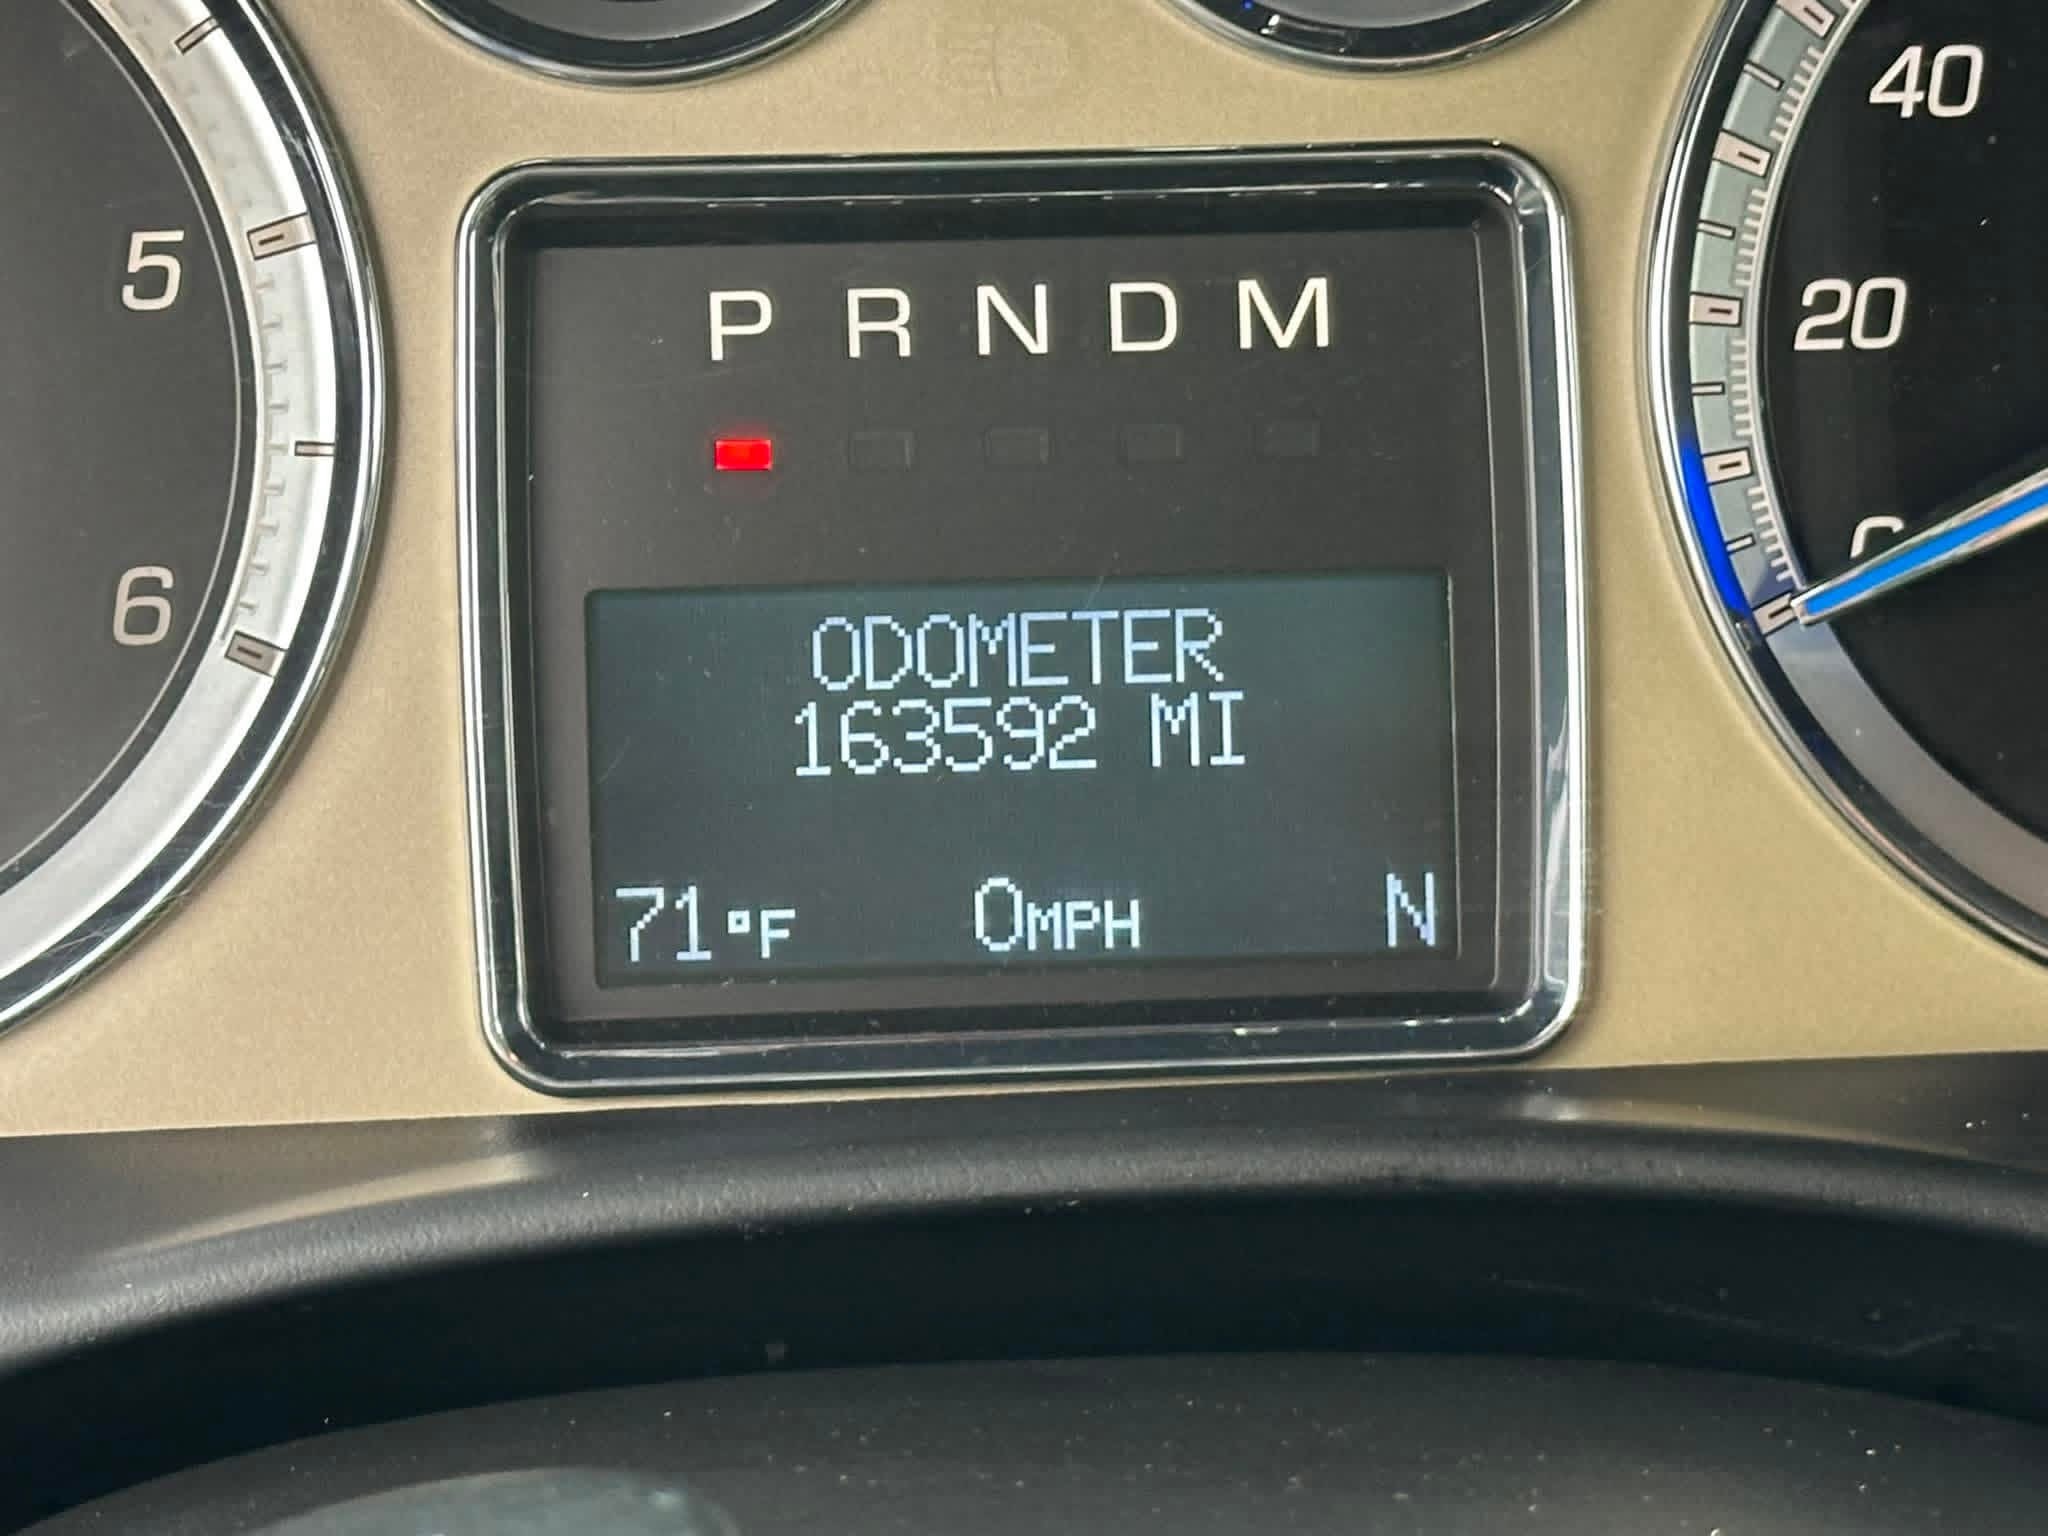 40
5
P R N D M
20
6
ODOMETER
163592 MI
71°F 0MPH N